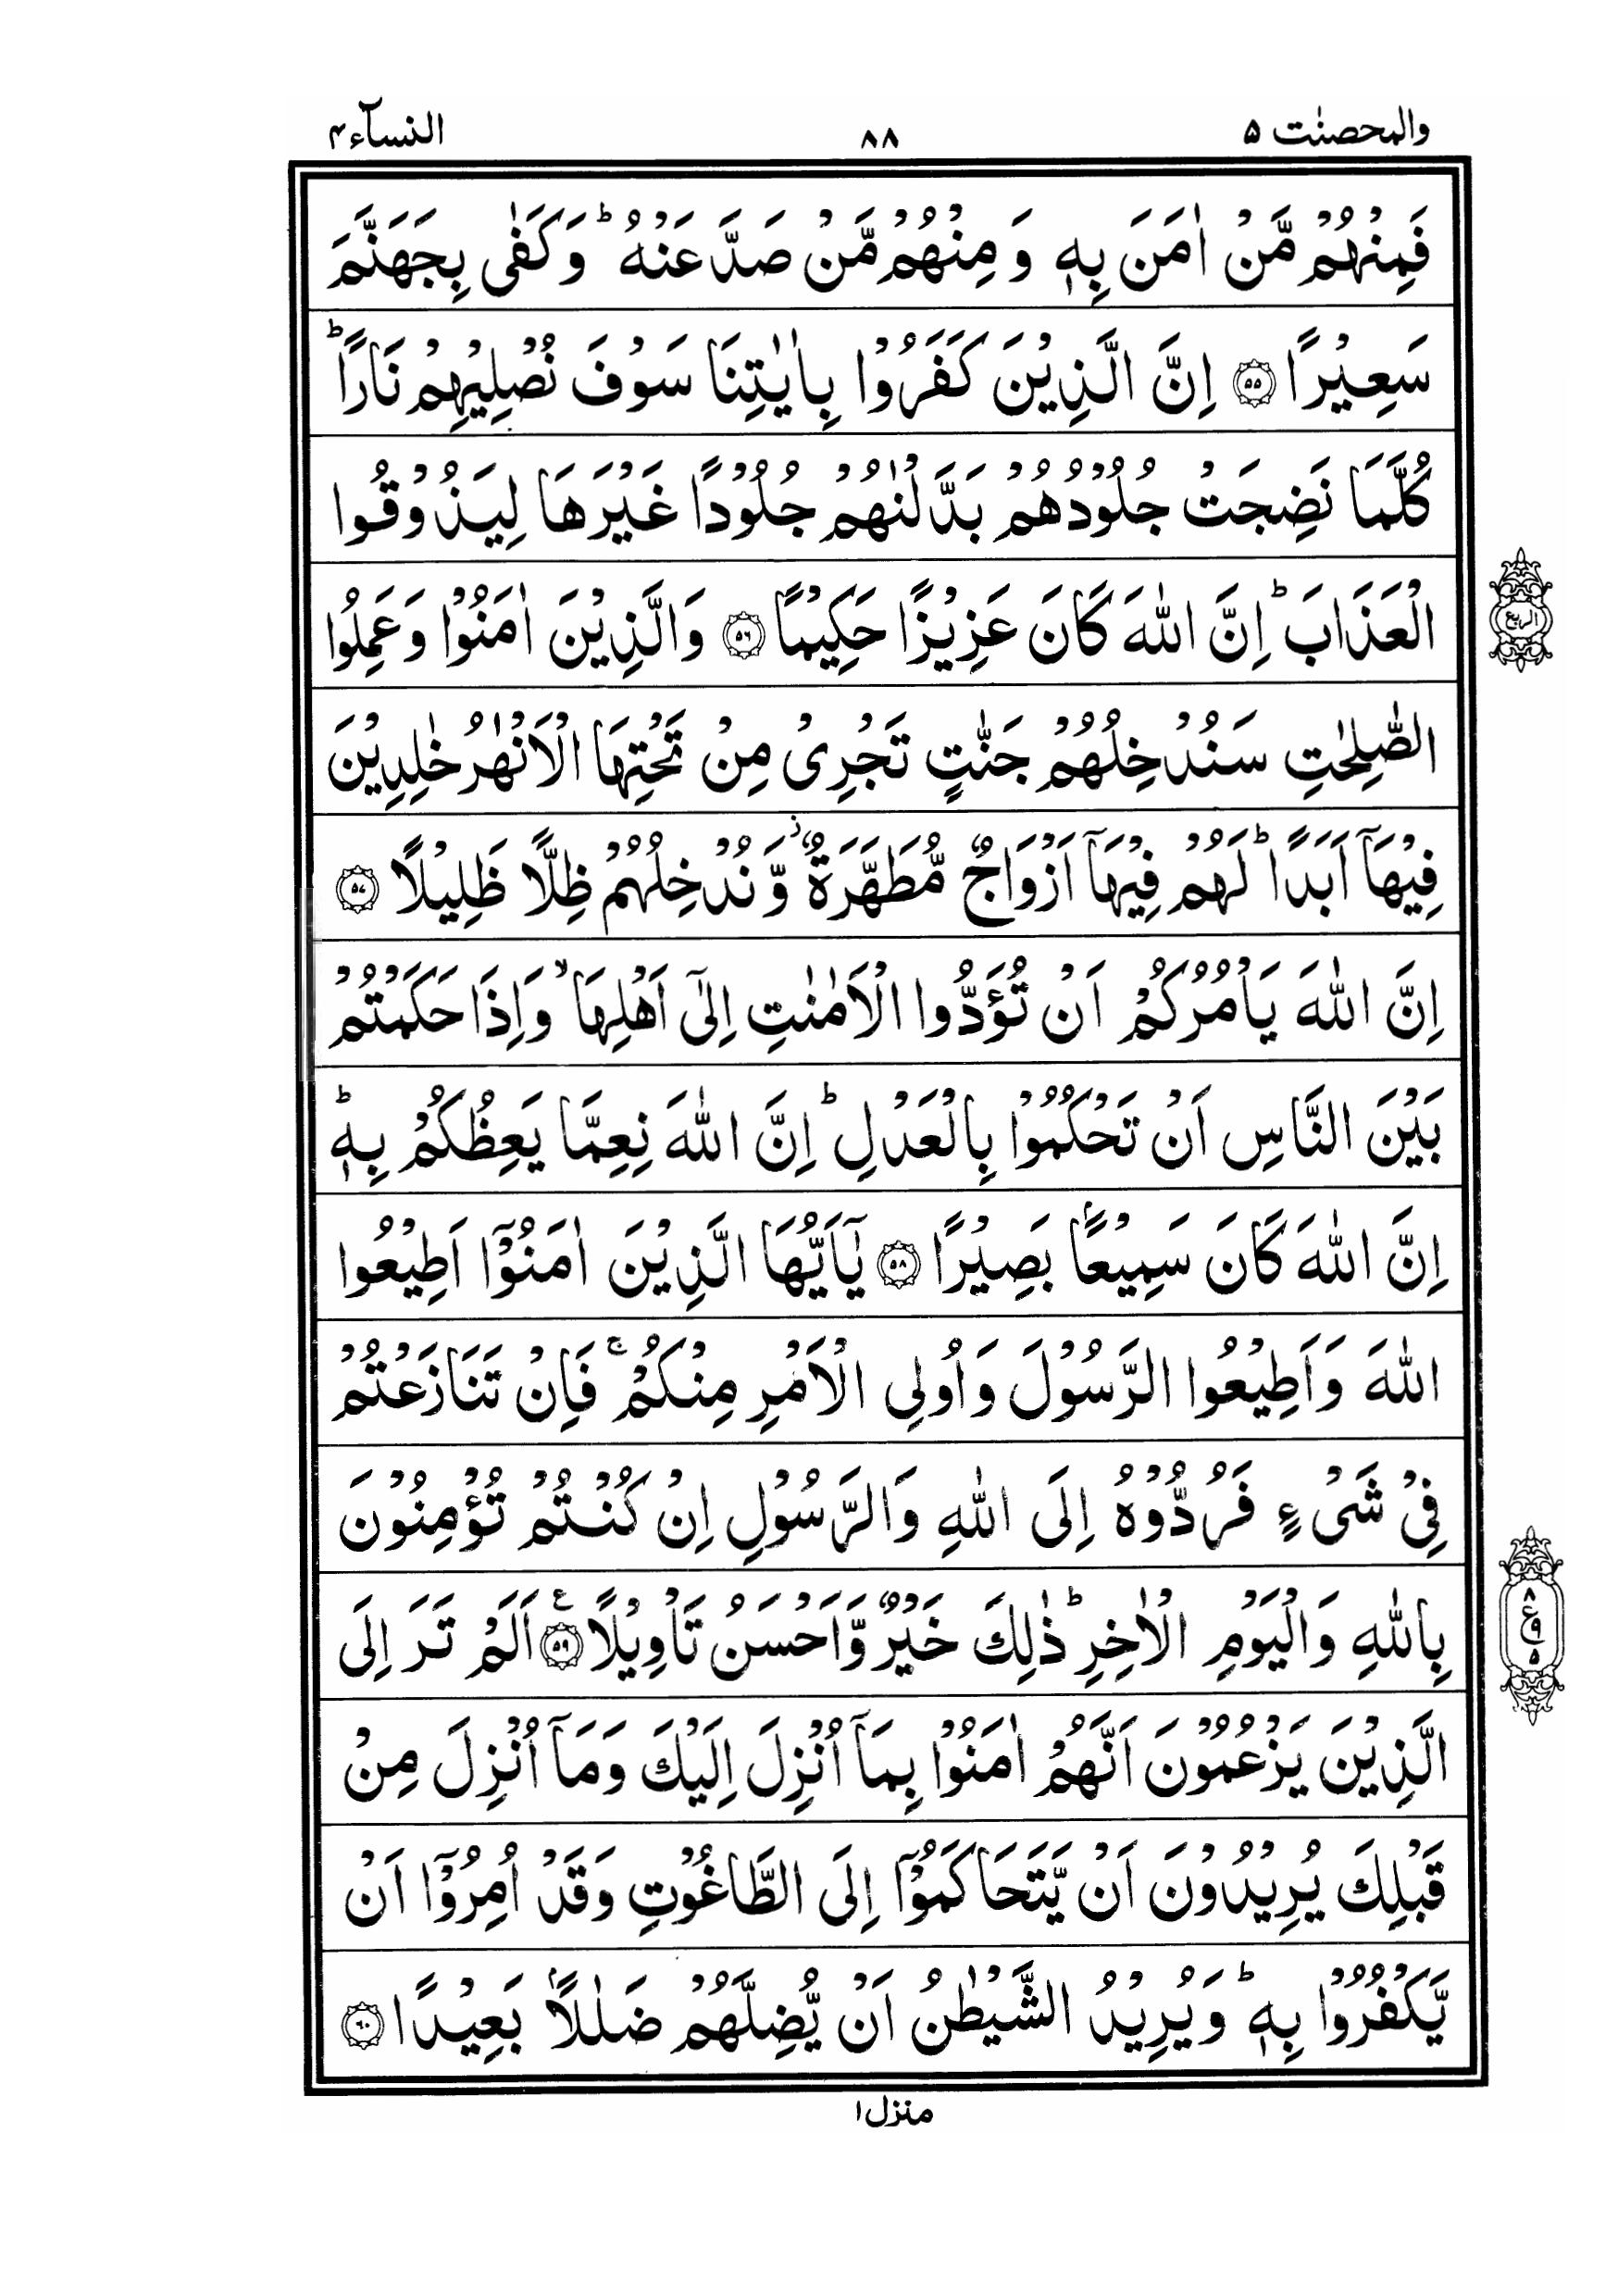 والمحصنٰت ۵
۸۸
النسآء ۴
فَمِنْهُمْ مَّنْ اٰمَنَ بِهٖ وَ مِنْهُمْ مَّنْ صَدَّ عَنْهُ ؕ وَكَفٰى بِجَهَنَّمَ
سَعِيْرًا ۝۵۵ اِنَّ الَّذِيْنَ كَفَرُوْا بِاٰيٰتِنَا سَوْفَ نُصْلِيْهِمْ نَارًا ؕ
كُلَّمَا نَضِجَتْ جُلُوْدُهُمْ بَدَّلْنٰهُمْ جُلُوْدًا غَيْرَهَا لِيَذُوْقُوا
الْعَذَابَ ؕ اِنَّ اللّٰهَ كَانَ عَزِيْزًا حَكِيْمًا ۝۵۶ وَالَّذِيْنَ اٰمَنُوْا وَعَمِلُوا
الربع
الصّٰلِحٰتِ سَنُدْخِلُهُمْ جَنّٰتٍ تَجْرِىْ مِنْ تَحْتِهَا الْاَنْهٰرُ خٰلِدِيْنَ
فِيْهَاۤ اَبَدًا ؕ لَهُمْ فِيْهَاۤ اَزْوَاجٌ مُّطَهَّرَةٌ ؗ وَّنُدْخِلُهُمْ ظِلًّا ظَلِيْلًا ۝۵۷
اِنَّ اللّٰهَ يَاْمُرُكُمْ اَنْ تُؤَدُّوا الْاَمٰنٰتِ اِلٰٓى اَهْلِهَا ۙ وَاِذَا حَكَمْتُمْ
بَيْنَ النَّاسِ اَنْ تَحْكُمُوْا بِالْعَدْلِ ؕ اِنَّ اللّٰهَ نِعِمَّا يَعِظُكُمْ بِهٖ ؕ
اِنَّ اللّٰهَ كَانَ سَمِيْعًۢا بَصِيْرًا ۝۵۸ يٰۤاَيُّهَا الَّذِيْنَ اٰمَنُوْۤا اَطِيْعُوا
اللّٰهَ وَاَطِيْعُوا الرَّسُوْلَ وَاُولِى الْاَمْرِ مِنْكُمْ ۚ فَاِنْ تَنَازَعْتُمْ
فِىْ شَىْءٍ فَرُدُّوْهُ اِلَى اللّٰهِ وَالرَّسُوْلِ اِنْ كُنْتُمْ تُؤْمِنُوْنَ
بِاللّٰهِ وَالْيَوْمِ الْاٰخِرِ ؕ ذٰلِكَ خَيْرٌ وَّاَحْسَنُ تَاْوِيْلًا ۝۵۹ ع اَلَمْ تَرَ اِلَى
۸
ع ۹
۵
الَّذِيْنَ يَزْعُمُوْنَ اَنَّهُمْ اٰمَنُوْا بِمَاۤ اُنْزِلَ اِلَيْكَ وَمَاۤ اُنْزِلَ مِنْ
قَبْلِكَ يُرِيْدُوْنَ اَنْ يَّتَحَاكَمُوْۤا اِلَى الطَّاغُوْتِ وَقَدْ اُمِرُوْۤا اَنْ
يَّكْفُرُوْا بِهٖ ؕ وَيُرِيْدُ الشَّيْطٰنُ اَنْ يُّضِلَّهُمْ ضَلٰلًۢا بَعِيْدًا ۝۶۰
منزل ۱